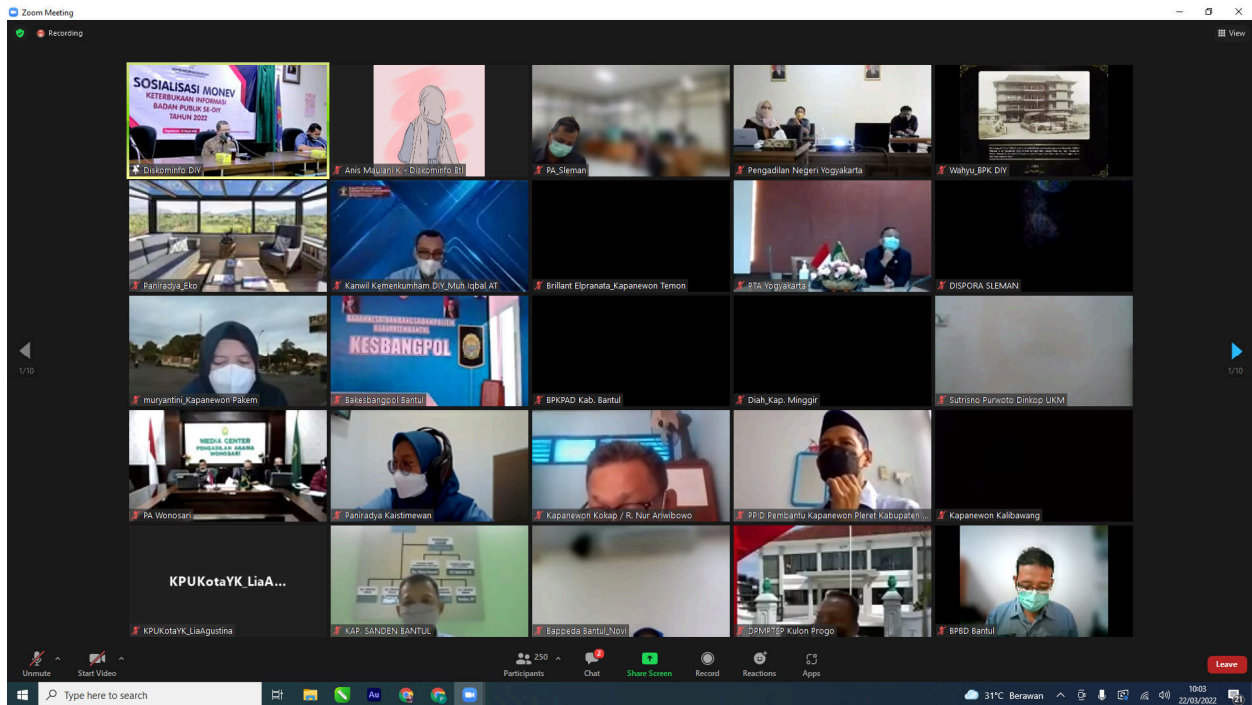 Zoom Meeting
Recording
View
SOSIALISASI MONEV
KETERBUKAAN INFORMASI
BADAN PUBLIK SE-DIY
TAHUN 2022
Diskominfo DIY
Anis Maulani K - Diskominfo Btl
PA_Sleman
Pengadilan Negeri Yogyakarta
Wahyu_BPK DIY
Paniradya_Eko
Kanwil Kemenkumham DIY_Muh Iqbal AT
Brillant Elpranata_Kapanewon Temon
PTA Yogyakarta
DISPORA SLEMAN
1/10
1/10
muryantini_Kapanewon Pakem
KABUPATEN BANTUL
KESBANGPOL
Bakesbangpol Bantul
BPKPAD Kab. Bantul
Diah_Kap. Minggir
Sutrisno Purwoto Dinkop UKM
MEDIA CENTER
PENGADILAN AGAMA
WONOSARI
PA Wonosari
Paniradya Kaistimewan
Kapanewon Kokap / R. Nur Ariwibowo
PPID Pembantu Kapanewon Pleret Kabupaten ...
Kapanewon Kalibawang
KPUKotaYK_LiaA...
KPUKotaYK_LiaAgustina
KAP. SANDEN BANTUL
Bappeda Bantul_Novi
DPMPTSP Kulon Progo
BPBD Bantul
Unmute
Start Video
250
Participants
2
Chat
Share Screen
Record
Reactions
Apps
Leave
Type here to search
Au
31°C Berawan
10:03
22/03/2022
21